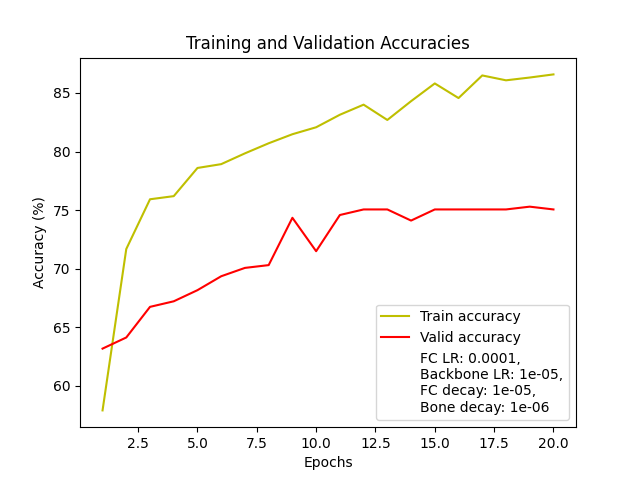 Training and Validation Accuracies
Accuracy (%)
85
80
75
70
65
60
Train accuracy
Valid accuracy
FC LR: 0.0001,
Backbone LR: 1e-05,
FC decay: 1e-05,
Bone decay: 1e-06
2.5 5.0 7.5 10.0 12.5 15.0 17.5 20.0
Epochs